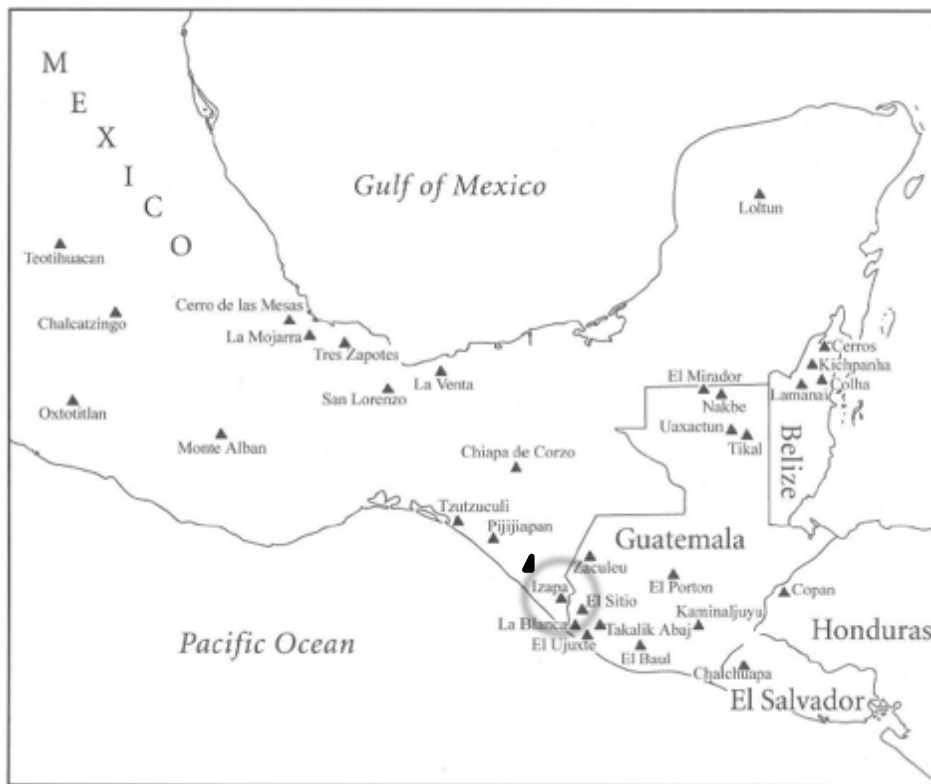 MEXICO
Gulf of Mexico
Loltun
Teotihuacan
Cerro de las Mesas
Chalcatzingo
La Mojarra
Tres Zapotes
Cerros
Kichpanha
La Venta
El Mirador
Colha
Lamanai
San Lorenzo
Nakbe
Oxtotitlan
Uaxactun
Monte Alban
Tikal
Belize
Chiapa de Corzo
Tzutzuculi
Pijijiapan
Guatemala
Zaculeu
Izapa
El Porton
Copan
El Sitio
Kaminaljuyu
La Blanca
Takalik Abaj
Honduras
El Ujuxte
Pacific Ocean
El Baul
Chalchuapa
El Salvador